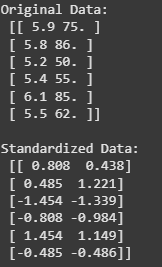 Original Data:
 [[ 5.9 75. ]
 [ 5.8 86. ]
 [ 5.2 50. ]
 [ 5.4 55. ]
 [ 6.1 85. ]
 [ 5.5 62. ]]

Standardized Data:
 [[ 0.808  0.438]
 [ 0.485  1.221]
 [-1.454 -1.339]
 [-0.808 -0.984]
 [ 1.454  1.149]
 [-0.485 -0.486]]